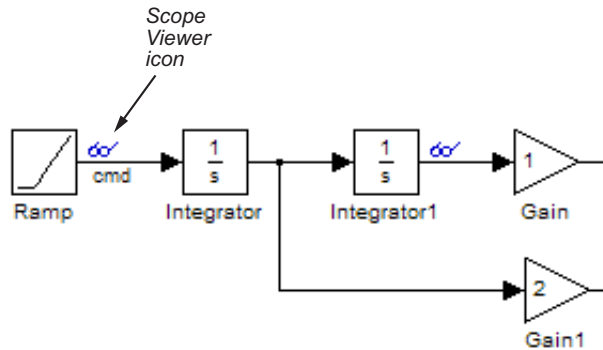 Scope
Viewer
icon
cmd
1
s
1
s
1
Ramp
Integrator
Integrator1
Gain
2
Gain1